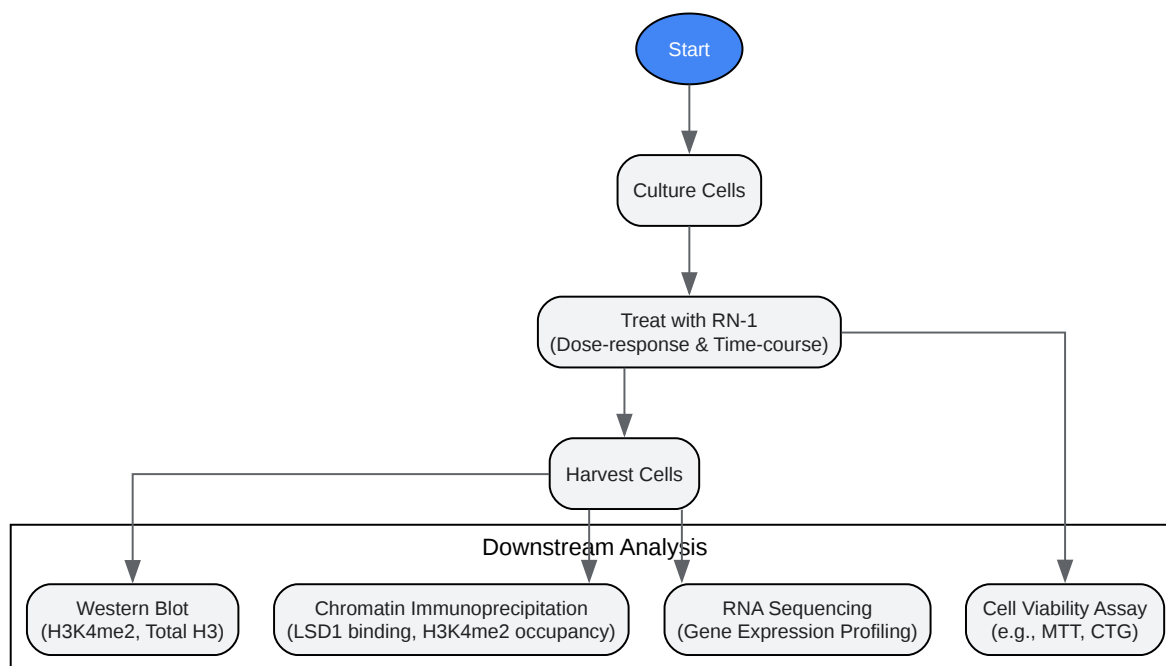 Start
Culture Cells
Treat with RN-1
(Dose-response & Time-course)
Harvest Cells
Downstream Analysis
Western Blot
(H3K4me2, Total H3)
Chromatin Immunoprecipitation
(LSD1 binding, H3K4me2 occupancy)
RNA Sequencing
(Gene Expression Profiling)
Cell Viability Assay
(e.g., MTT, CTG)